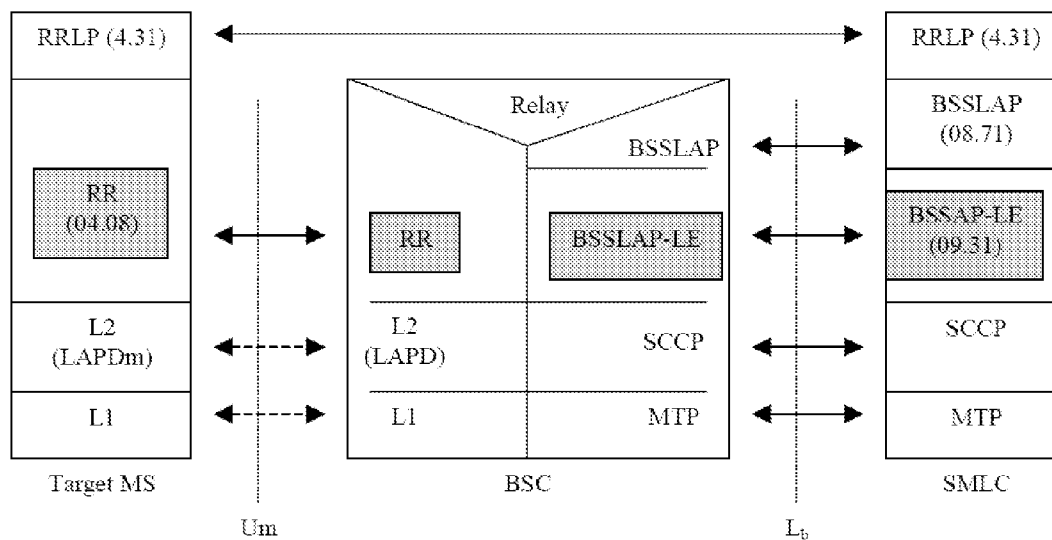 RRLP (4.31)
RRLP (4.31)
Relay
BSSLAP
BSSLAP
(08.71)
RR
(04.08)
RR
BSSLAP-LE
BSSAP-LE
(09.31)
L2
(LAPDm)
L2
(LAPD)
SCCP
SCCP
L1
L1
MTP
MTP
Target MS
BSC
SMLC
Um
Lb